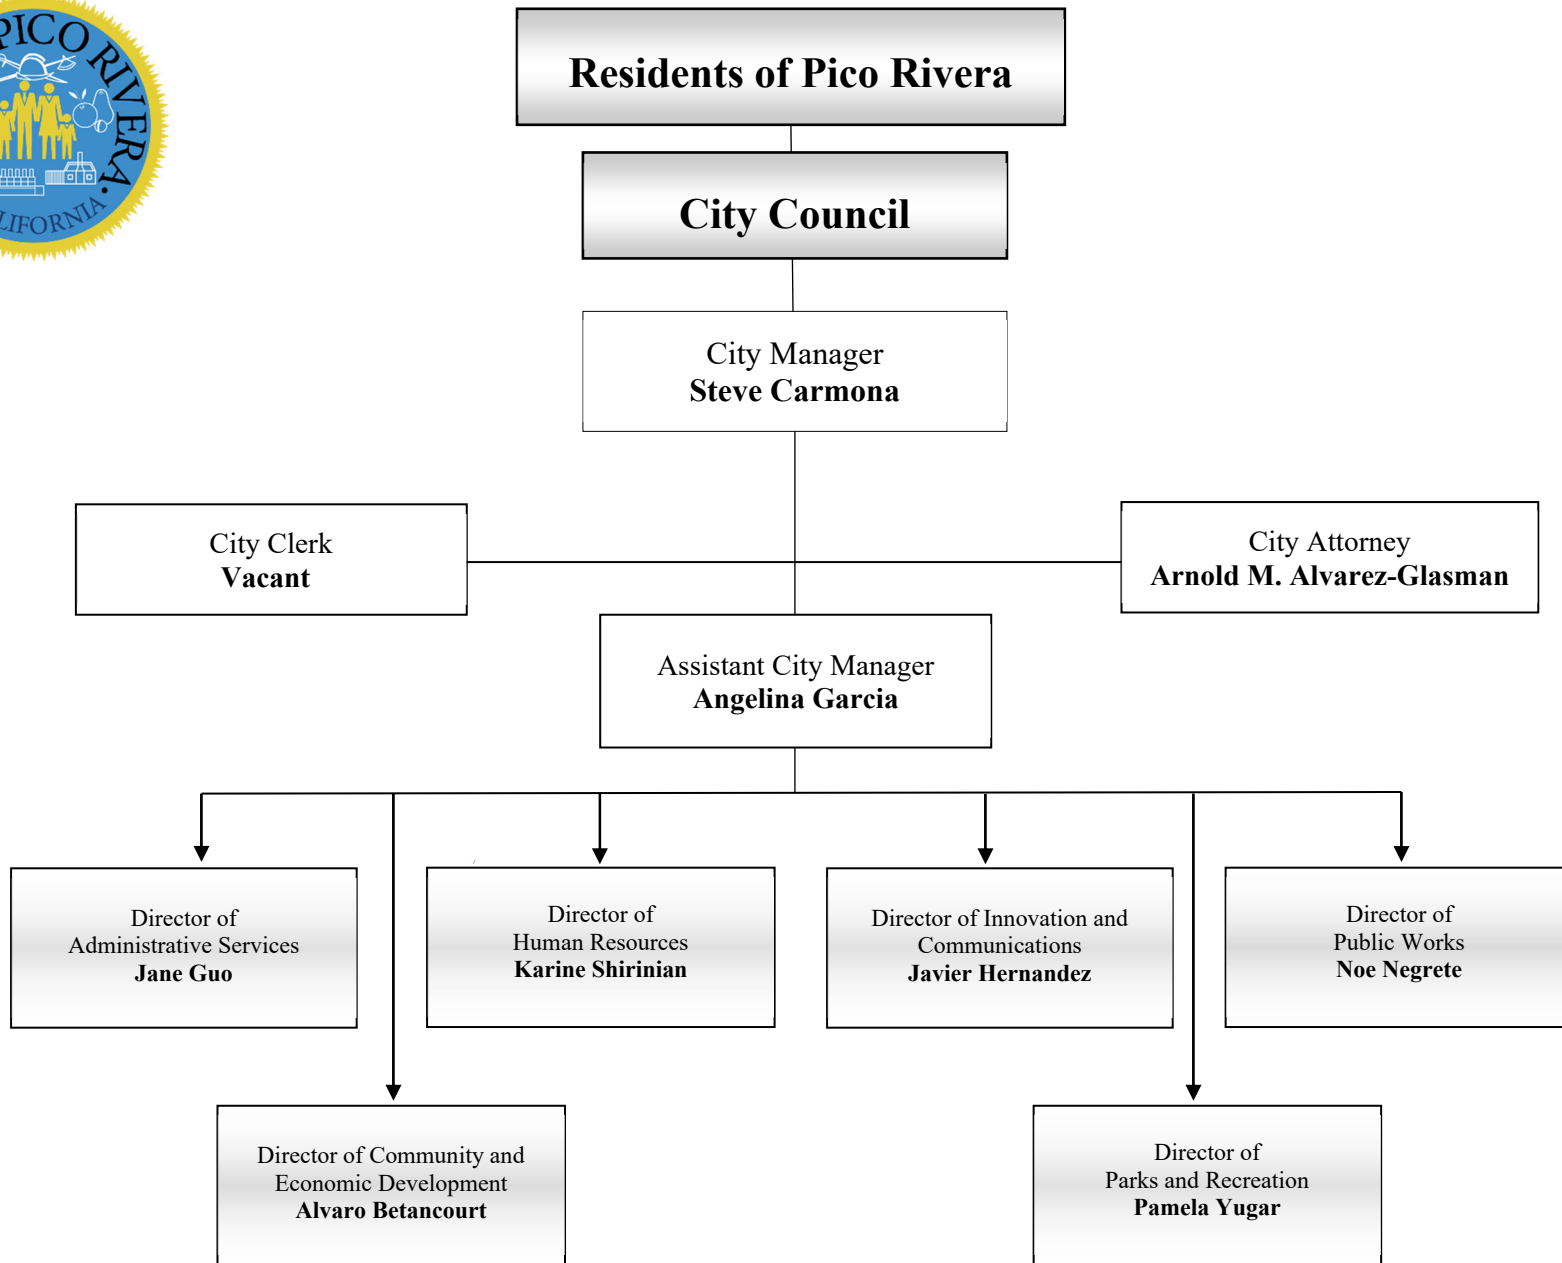 PICO RIVERA
LIFORNIA
Residents of Pico Rivera
City Council
City Manager
Steve Carmona
City Clerk
Vacant
City Attorney
Arnold M. Alvarez-Glasman
Assistant City Manager
Angelina Garcia
Director of
Administrative Services
Jane Guo
Director of
Human Resources
Karine Shirinian
Director of Innovation and
Communications
Javier Hernandez
Director of
Public Works
Noe Negrete
Director of Community and
Economic Development
Alvaro Betancourt
Director of
Parks and Recreation
Pamela Yugar